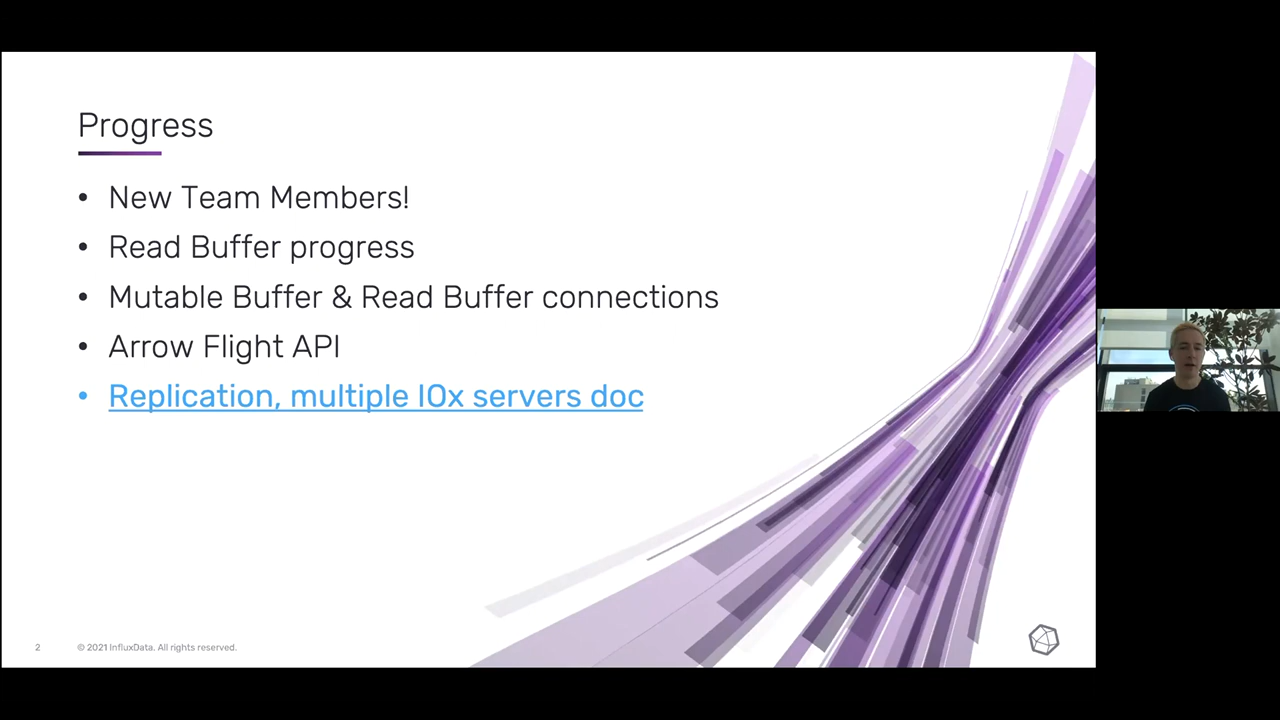 Progress
• New Team Members!
• Read Buffer progress
• Mutable Buffer & Read Buffer connections
• Arrow Flight API
• Replication, multiple IOx servers doc
2
© 2021 InfluxData. All rights reserved.